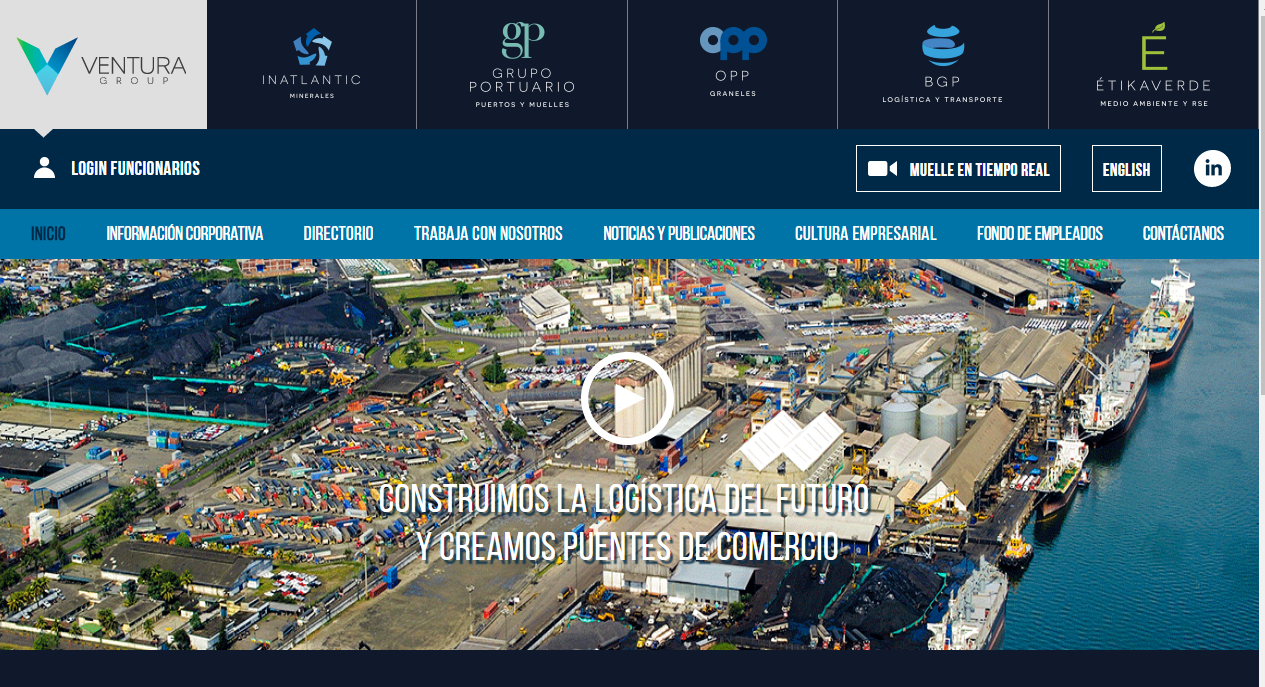 VENTURA
GROUP
INATLANTIC
MINERALES
gp
GRUPO
PORTUARIO
PUERTOS Y MUELLES
opp
OPP
GRANELES
BGP
LOGÍSTICA Y TRANSPORTE
É
ÉTIKAVERDE
MEDIO AMBIENTE Y RSE
LOGIN FUNCIONARIOS
MUELLE EN TIEMPO REAL
ENGLISH
in
INICIO
INFORMACIÓN CORPORATIVA
DIRECTORIO
TRABAJA CON NOSOTROS
NOTICIAS Y PUBLICACIONES
CULTURA EMPRESARIAL
FONDO DE EMPLEADOS
CONTÁCTANOS
CONSTRUIMOS LA LOGÍSTICA DEL FUTURO
Y CREAMOS PUENTES DE COMERCIO